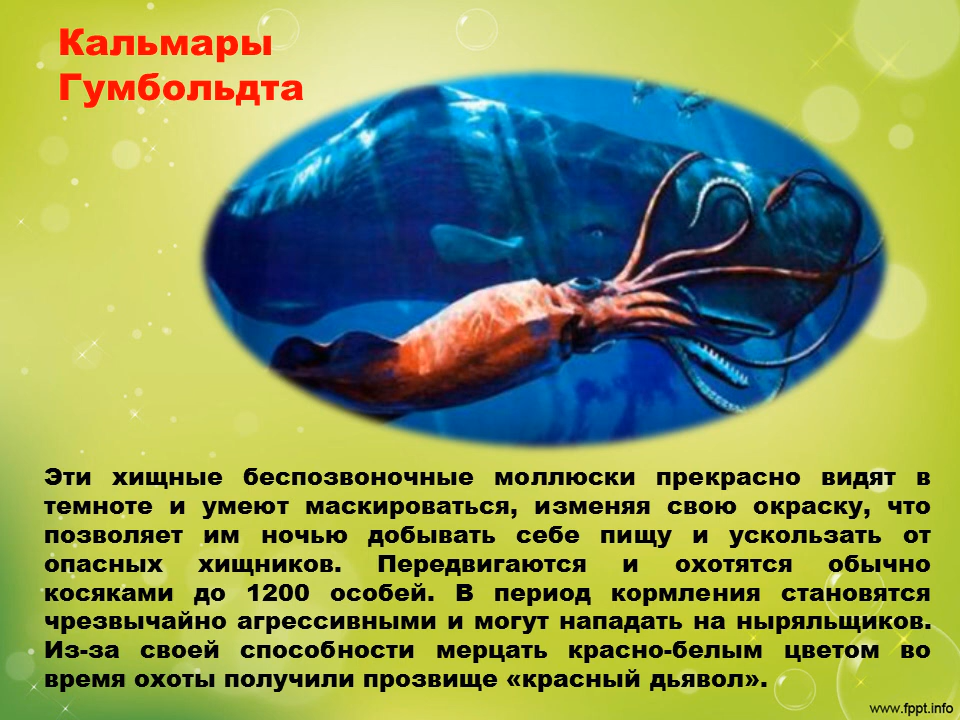 Кальмары
Гумбольдта
Эти хищные беспозвоночные моллюски прекрасно видят в
темноте и умеют маскироваться, изменяя свою окраску, что
позволяет им ночью добывать себе пищу и ускользать от
опасных хищников. Передвигаются и охотятся обычно
косяками до 1200 особей. В период кормления становятся
чрезвычайно агрессивными и могут нападать на ныряльщиков.
Из-за своей способности мерцать красно-белым цветом во
время охоты получили прозвище «красный дьявол».
www.fppt.info